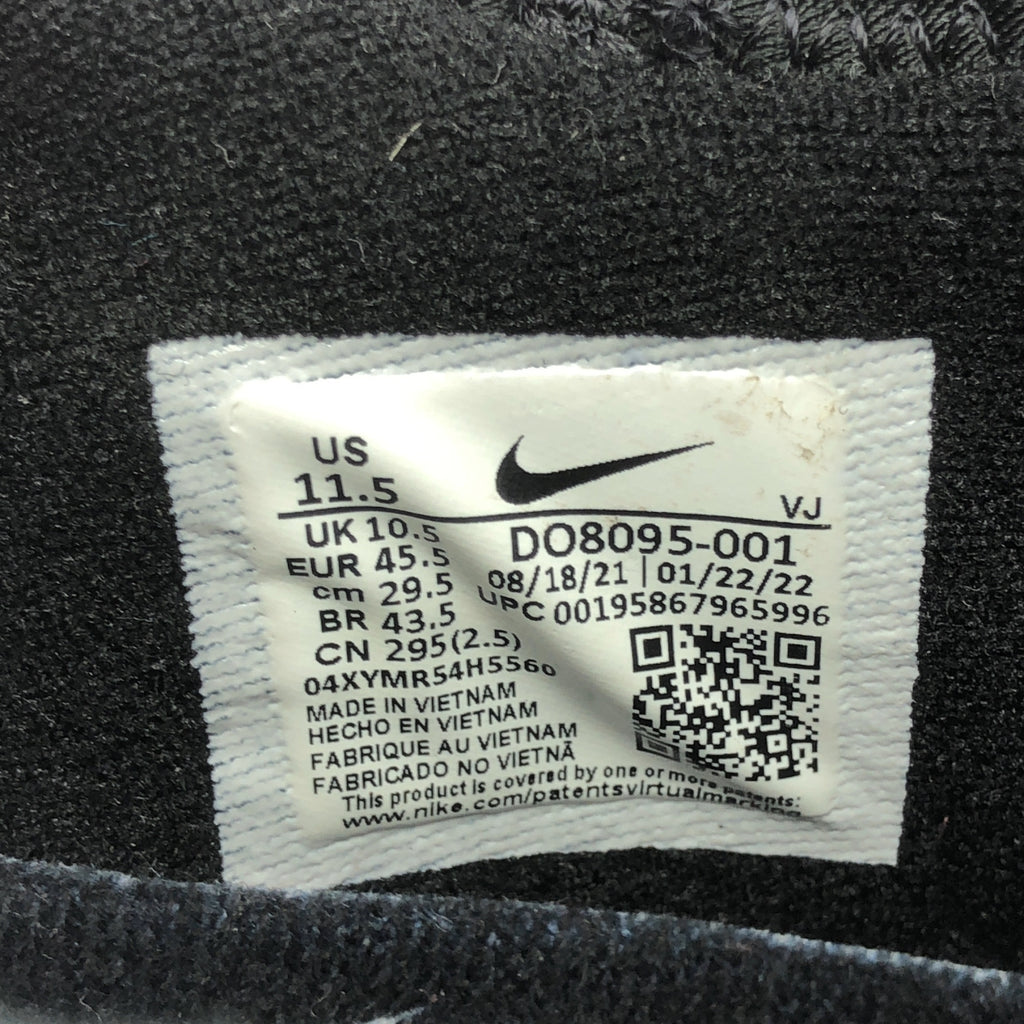 US
11.5
VJ
UK 10.5
EUR 45.5
cm 29.5
BR 43.5
CN 295(2.5)
DO8095-001
08/18/21 | 01/22/22
UPC 00195867965996
04XYMR54H5560
MADE IN VIETNAM
HECHO EN VIETNAM
FABRIQUE AU VIETNAM
FABRICADO NO VIETNÃ
This product is covered by one or more patents:
www.nike.com/patentsvirtualmarking